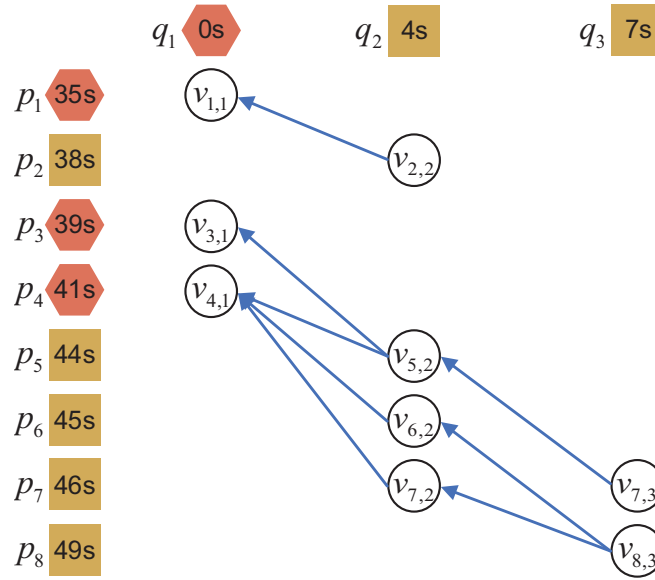 q1 0s q2 4s q3 7s
p1 35s v1,1
p2 38s v2,2
p3 39s v3,1
p4 41s v4,1
p5 44s v5,2
p6 45s v6,2
p7 46s v7,2 v7,3
p8 49s v8,3